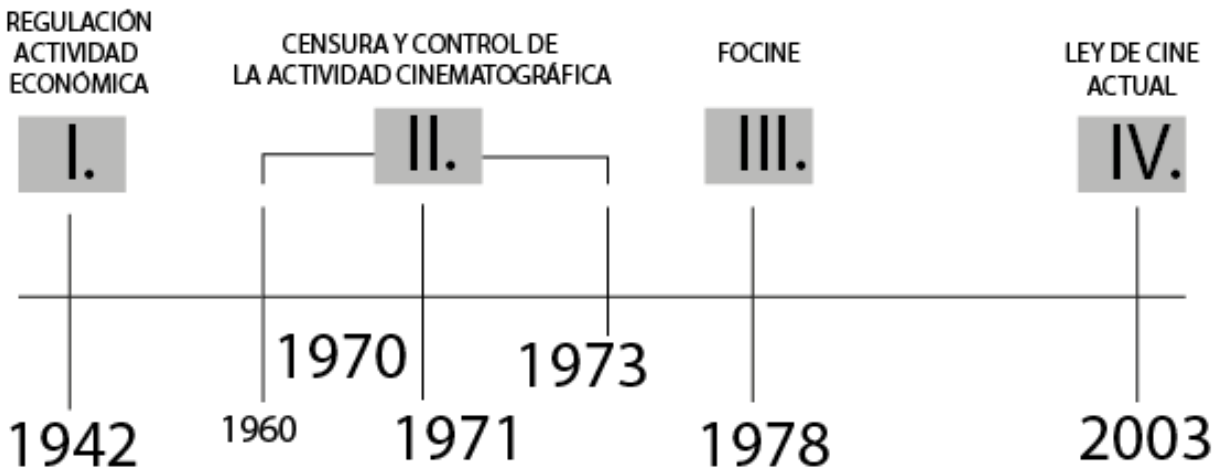 REGULACIÓN
ACTIVIDAD
ECONÓMICA
CENSURA Y CONTROL DE
LA ACTIVIDAD CINEMATOGRÁFICA
FOCINE
LEY DE CINE
ACTUAL
I.
II.
III.
IV.
1970
1973
1942
1960
1971
1978
2003